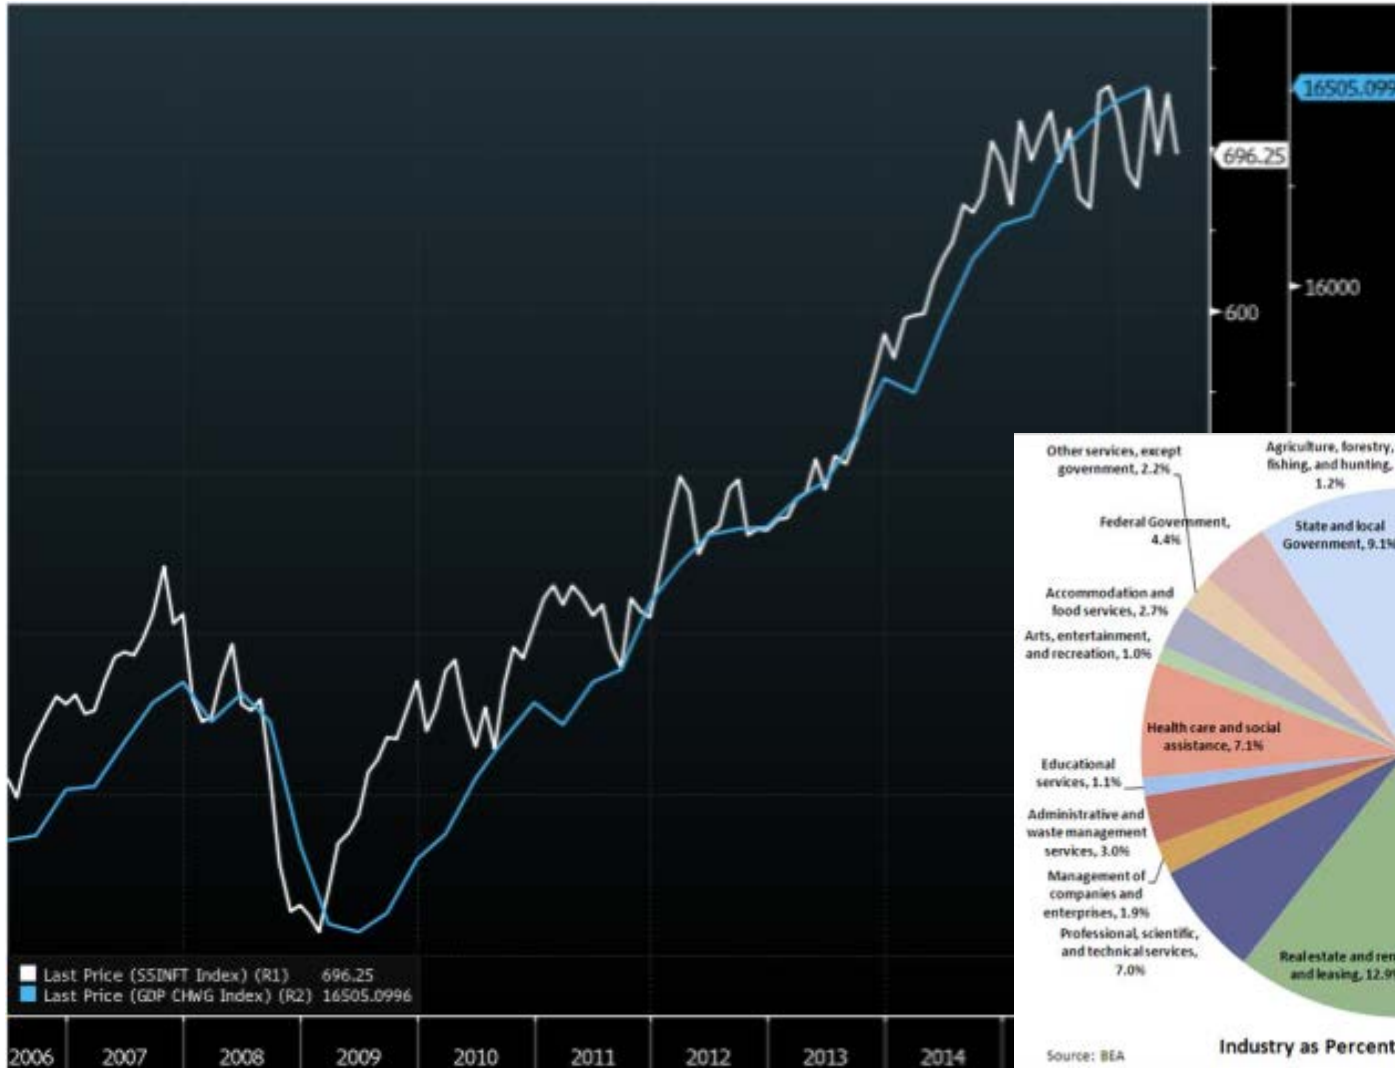 16505.099
696.25
16000
600
Last Price (S5INFT Index) (R1) 696.25
Last Price (GDP CHWG Index) (R2) 16505.0996
2006 2007 2008 2009 2010 2011 2012 2013 2014
Other services, except
government, 2.2%
Agriculture, forestry,
fishing, and hunting,
1.2%
Federal Government,
4.4%
State and local
Government, 9.1%
Accommodation and
food services, 2.7%
Arts, entertainment,
and recreation, 1.0%
Health care and social
assistance, 7.1%
Educational
services, 1.1%
Administrative and
waste management
services, 3.0%
Management of
companies and
enterprises, 1.9%
Professional, scientific,
and technical services,
7.0%
Real estate and ren
and leasing, 12.9%
Source: BEA
Industry as Percent